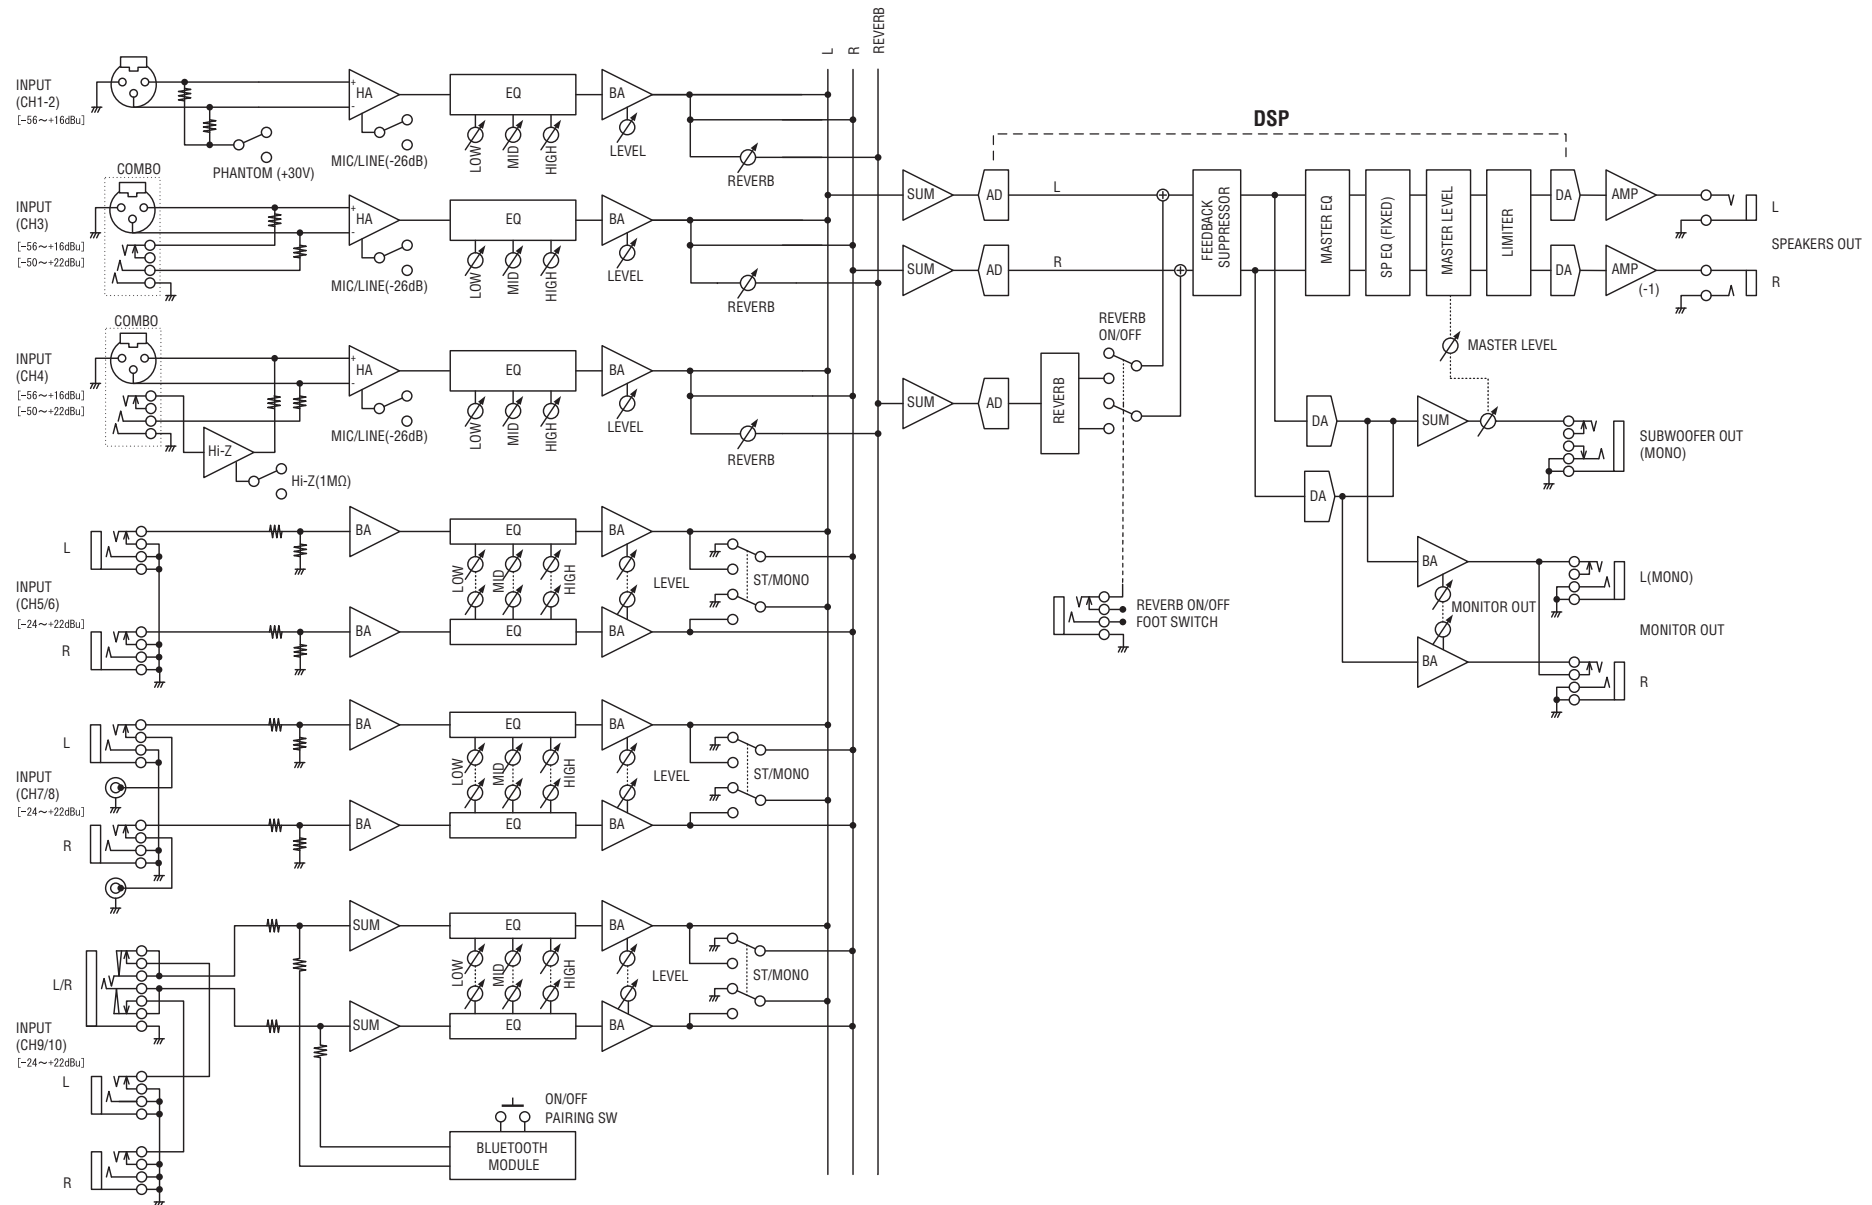 L
R
REVERB
INPUT
(CH1-2)
[-56~+16dBu]
+
-
HA
EQ
BA
LOW
MID
HIGH
LEVEL
MIC/LINE(-26dB)
PHANTOM (+30V)
REVERB
COMBO
INPUT
(CH3)
[-56~+16dBu]
[-50~+22dBu]
+
-
HA
EQ
BA
LOW
MID
HIGH
LEVEL
MIC/LINE(-26dB)
REVERB
COMBO
INPUT
(CH4)
[-56~+16dBu]
[-50~+22dBu]
+
-
HA
EQ
BA
LOW
MID
HIGH
LEVEL
MIC/LINE(-26dB)
REVERB
Hi-Z
Hi-Z(1MΩ)
L
INPUT
(CH5/6)
[-24~+22dBu]
R
BA
EQ
BA
LOW
MID
HIGH
LEVEL
ST/MONO
BA
EQ
BA
L
INPUT
(CH7/8)
[-24~+22dBu]
R
BA
EQ
BA
LOW
MID
HIGH
LEVEL
ST/MONO
BA
EQ
BA
L/R
INPUT
(CH9/10)
[-24~+22dBu]
L
R
SUM
EQ
BA
LOW
MID
HIGH
LEVEL
ST/MONO
SUM
EQ
BA
ON/OFF
PAIRING SW
BLUETOOTH
MODULE
DSP
SUM
AD
L
SUM
AD
R
FEEDBACK
SUPPRESSOR
MASTER EQ
SP EQ (FIXED)
MASTER LEVEL
LIMITER
DA
AMP
L
SPEAKERS OUT
DA
AMP
(-1)
R
REVERB
ON/OFF
MASTER LEVEL
SUM
AD
REVERB
DA
SUM
SUBWOOFER OUT
(MONO)
DA
BA
L(MONO)
MONITOR OUT
MONITOR OUT
BA
R
REVERB ON/OFF
FOOT SWITCH